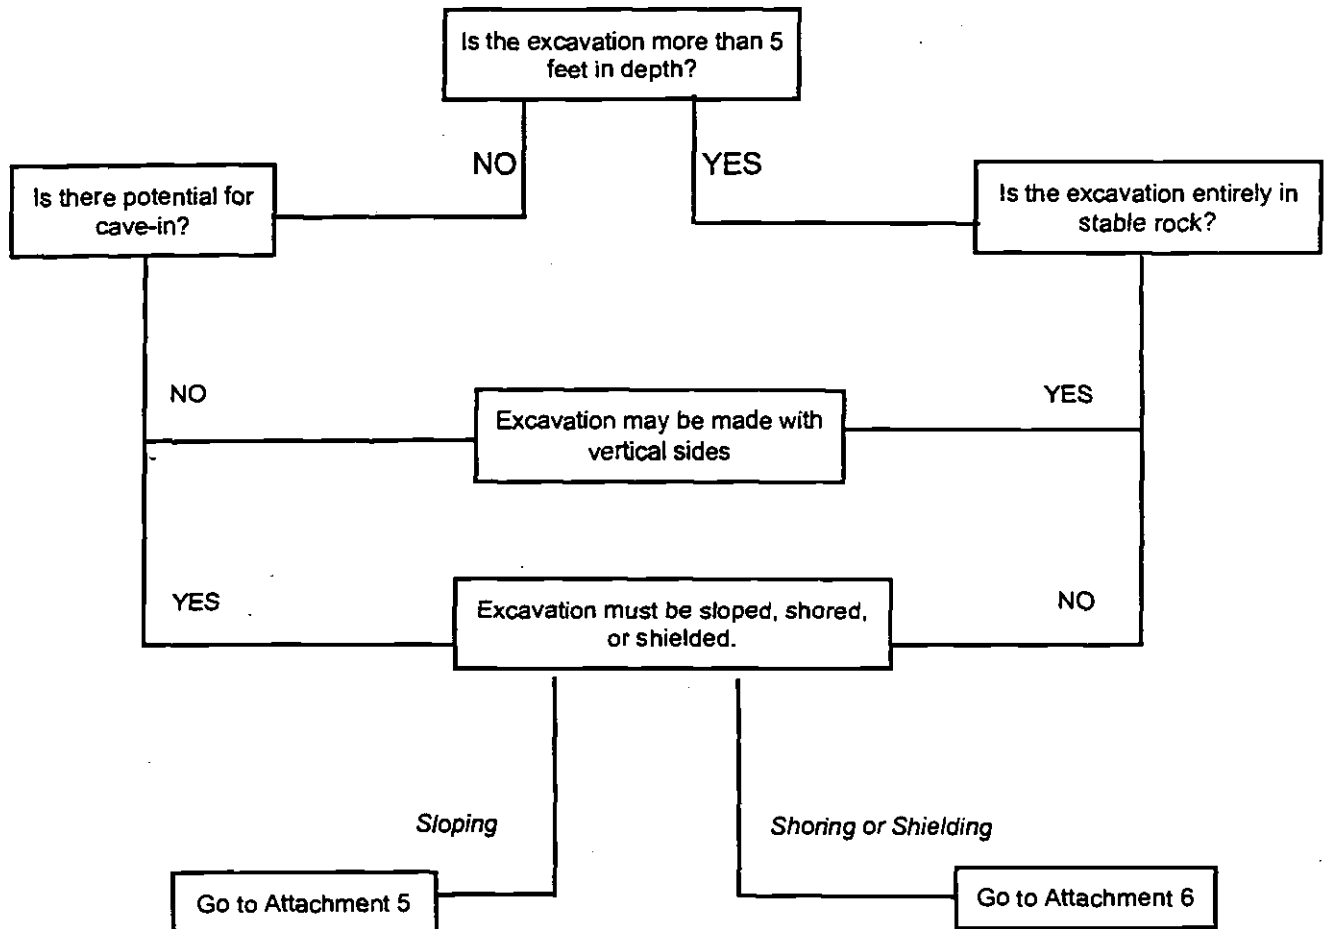 Is the excavation more than 5
feet in depth?
NO
YES
Is there potential for
cave-in?
Is the excavation entirely in
stable rock?
NO
YES
Excavation may be made with
vertical sides
YES
NO
Excavation must be sloped, shored,
or shielded.
Sloping
Shoring or Shielding
Go to Attachment 5
Go to Attachment 6